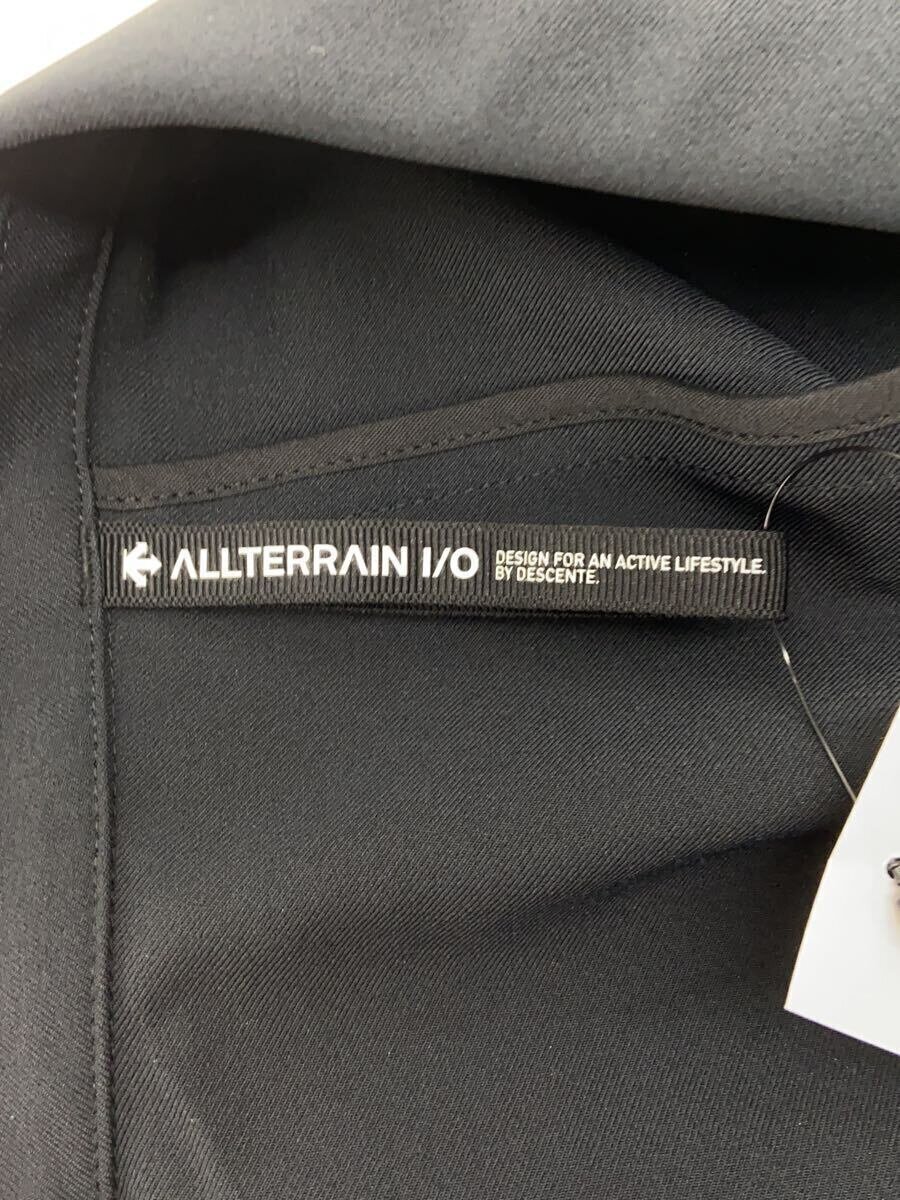 ALLTERRAIN I/O
DESIGN FOR AN ACTIVE LIFESTYLE.
BY DESCENTE.